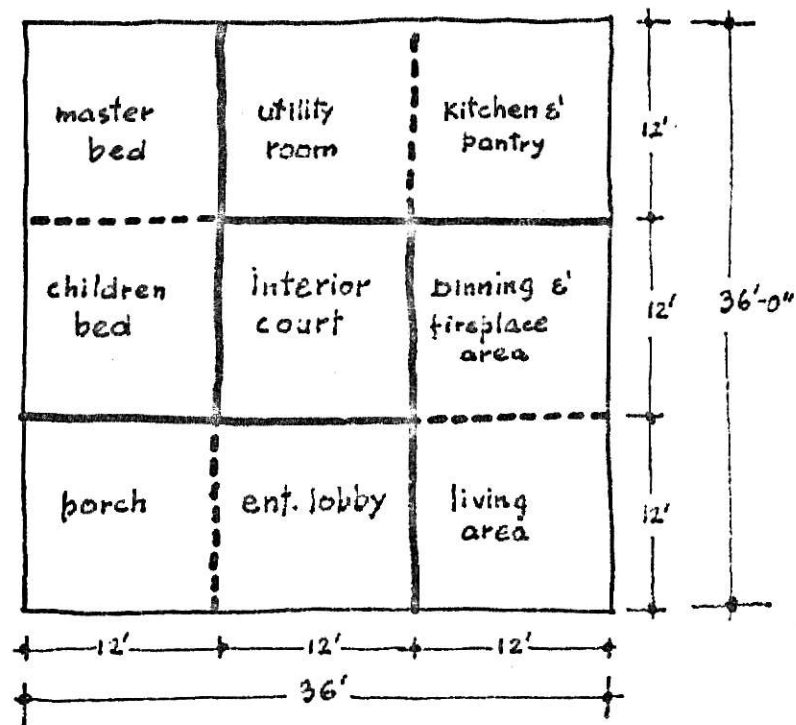 master
bed
utility
room
Kitchen &
Pantry
12'
children
bed
interior
court
Dinning &
fireplace
area
12'
36'-0"
porch
ent. lobby
living
area
12'
12'
12'
12'
36'